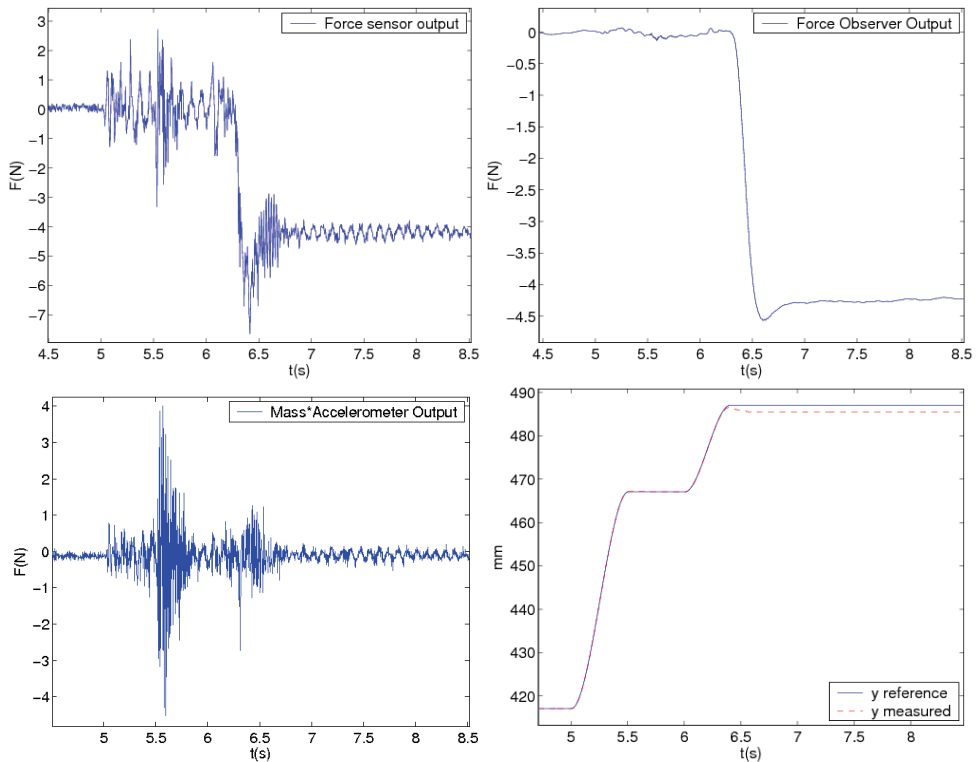 Force sensor output
3
2
1
0
−1
−2
−3
−4
−5
−6
−7
F(N)
4.5 5 5.5 6 6.5 7 7.5 8 8.5
t(s)
Force Observer Output
0
−0.5
−1
−1.5
−2
−2.5
−3
−3.5
−4
−4.5
F(N)
4.5 5 5.5 6 6.5 7 7.5 8 8.5
t(s)
Mass*Accelerometer Output
4
3
2
1
0
−1
−2
−3
−4
F(N)
4.5 5 5.5 6 6.5 7 7.5 8 8.5
t(s)
490
480
470
460
450
440
430
420
mm
y reference
y measured
5 5.5 6 6.5 7 7.5 8
t(s)